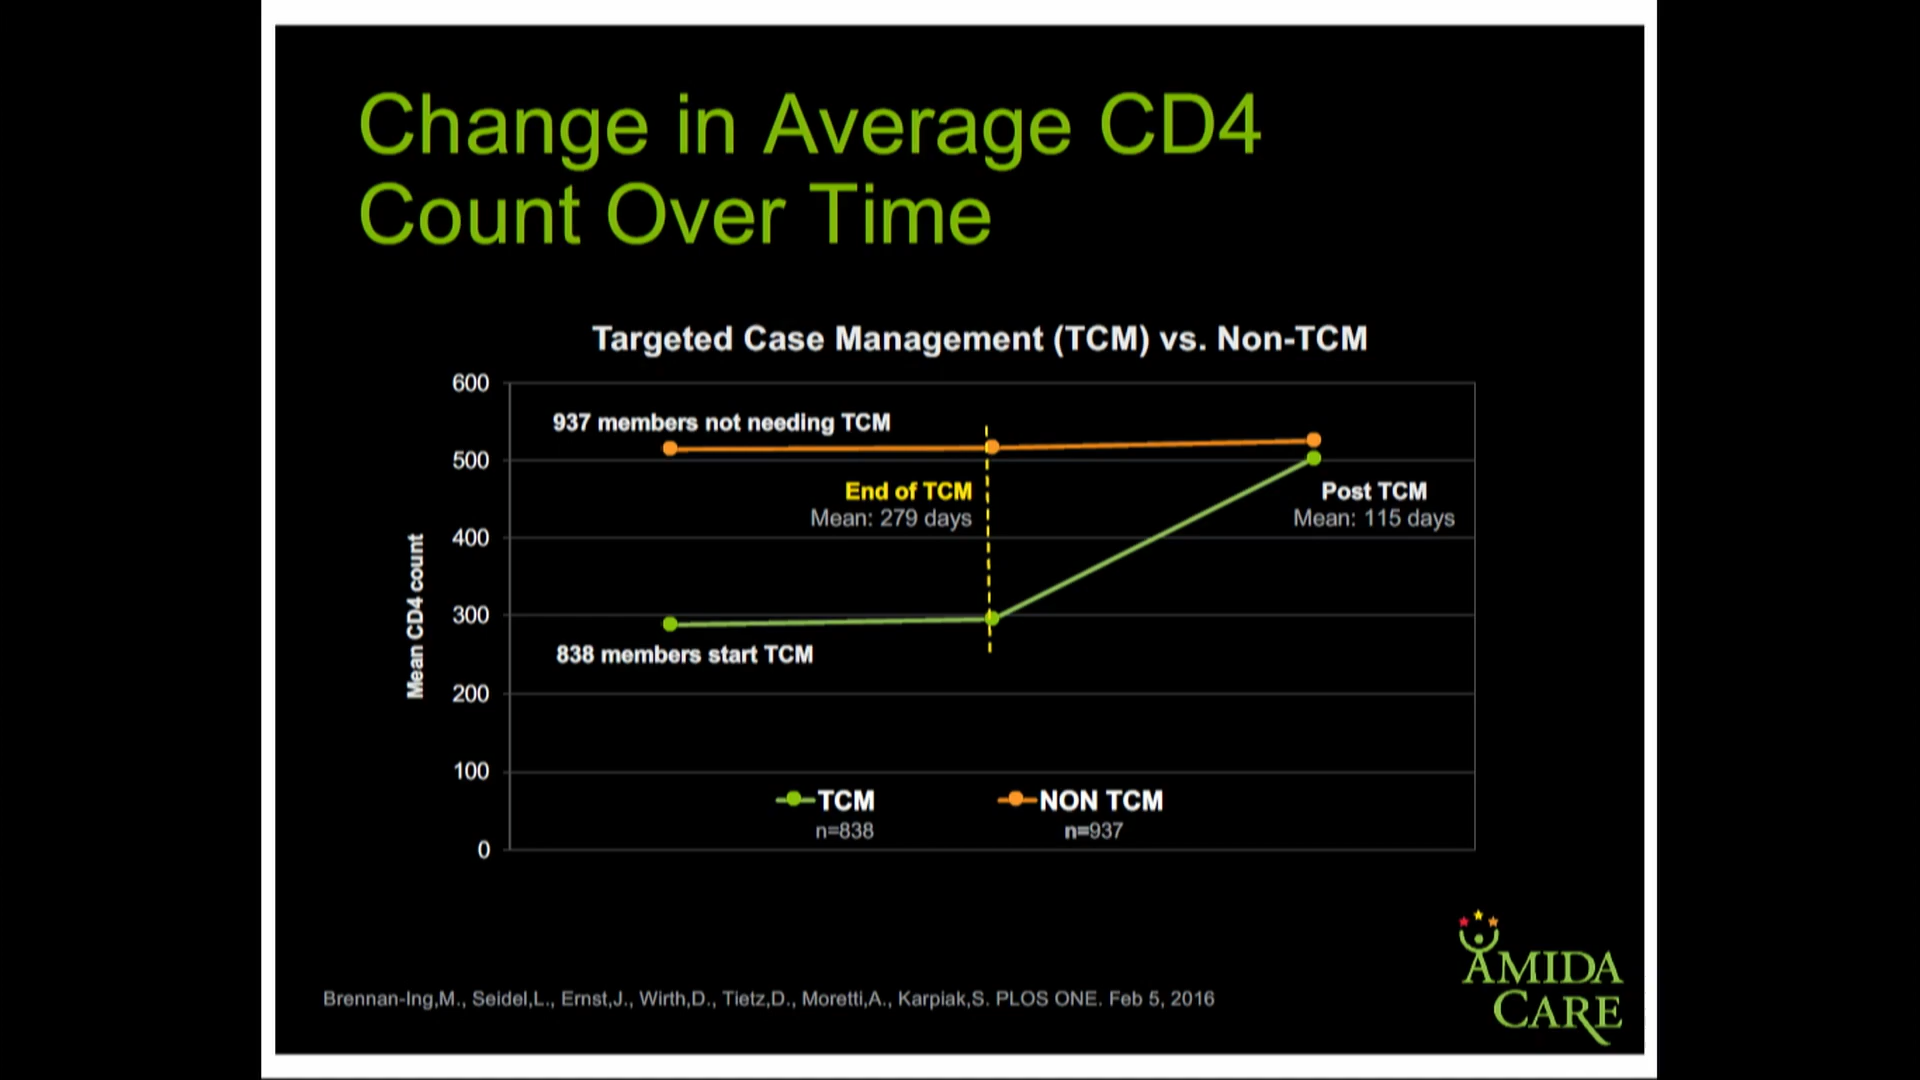 Change in Average CD4
Count Over Time
Targeted Case Management (TCM) vs. Non-TCM
600
500
400
300
200
100
0
Mean CD4 count
937 members not needing TCM
End of TCM
Mean: 279 days
Post TCM
Mean: 115 days
838 members start TCM
TCM
n=838
NON TCM
n=937
Brennan-Ing,M., Seidel,L., Ernst,J., Wirth,D., Tietz,D., Moretti,A., Karpiak,S. PLOS ONE. Feb 5, 2016
AMIDA
CARE